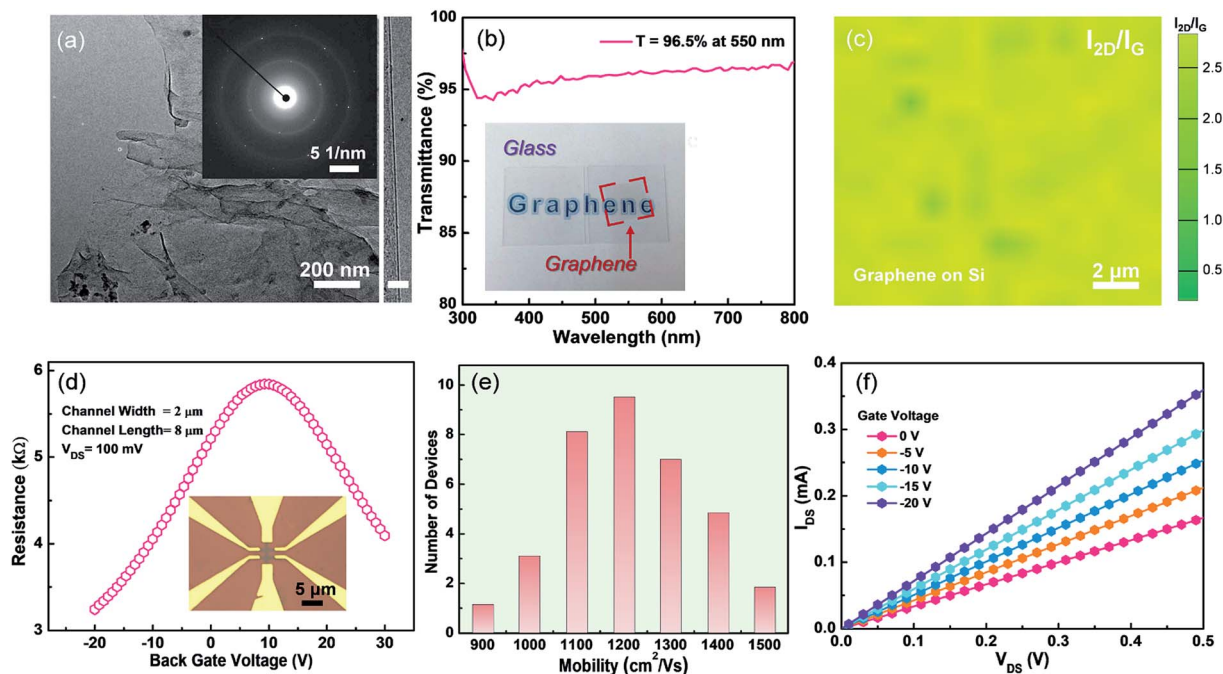 (a)
5 1/nm
200 nm
(b)
T = 96.5% at 550 nm
Transmittance (%)
100
95
90
85
80
Glass
Graphene
Graphene
300
400
500
600
700
800
Wavelength (nm)
(c)
I2D/IG
Graphene on Si
2 μm
I2D/IG
2.5
2.0
1.5
1.0
0.5
(d)
Channel Width = 2 μm
Channel Length= 8 μm
VDS= 100 mV
Resistance (kΩ)
6
5
4
3
5 μm
-20
-10
0
10
20
30
Back Gate Voltage (V)
(e)
Number of Devices
10
8
6
4
2
0
900
1000
1100
1200
1300
1400
1500
Mobility (cm2/Vs)
(f)
Gate Voltage
0 V
-5 V
-10 V
-15 V
-20 V
IDS (mA)
0.4
0.3
0.2
0.1
0.0
0.0
0.1
0.2
0.3
0.4
0.5
VDS (V)